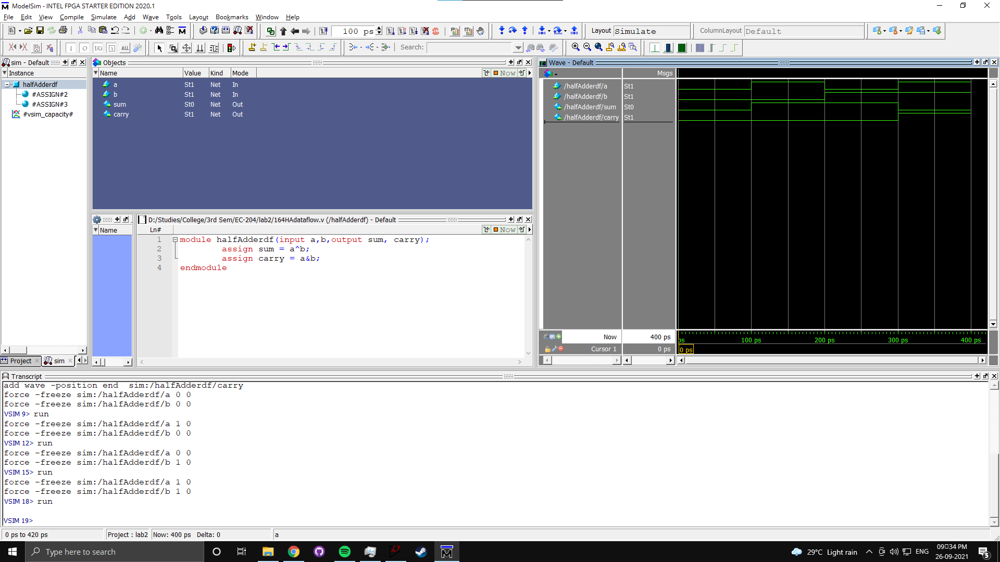 ModelSim - INTEL FPGA STARTER EDITION 2020.1
File Edit View Compile Simulate Add Wave Tools Layout Bookmarks Window Help
100 ps
Layout Simulate
ColumnLayout Default
Search:
sim - Default
Instance
halfAdderdf
#ASSIGN#2
#ASSIGN#3
#vsim_capacity#
Project
sim
Objects
Name Value Kind Mode
Now
a St1 Net In
b St1 Net In
sum St0 Net Out
carry St1 Net Out
Name
D:/Studies/College/3rd Sem/EC-204/lab2/164HAdataflow.v (/halfAdderdf) - Default
Ln#
Now
1 module halfAdderdf(input a,b,output sum, carry);
2 assign sum = a^b;
3 assign carry = a&b;
4 endmodule
Wave - Default
Msgs
/halfAdderdf/a St1
/halfAdderdf/b St1
/halfAdderdf/sum St0
/halfAdderdf/carry St1
Now 400 ps
Cursor 1 0 ps
ps 100 ps 200 ps 300 ps 400 ps
0 ps
Transcript
add wave -position end sim:/halfAdderdf/carry
force -freeze sim:/halfAdderdf/a 0 0
force -freeze sim:/halfAdderdf/b 0 0
VSIM 9> run
force -freeze sim:/halfAdderdf/a 1 0
force -freeze sim:/halfAdderdf/b 0 0
VSIM 12> run
force -freeze sim:/halfAdderdf/a 0 0
force -freeze sim:/halfAdderdf/b 1 0
VSIM 15> run
force -freeze sim:/halfAdderdf/a 1 0
force -freeze sim:/halfAdderdf/b 1 0
VSIM 18> run
VSIM 19>
0 ps to 420 ps
Project : lab2
Now: 400 ps Delta: 0
a
Type here to search
29°C Light rain
ENG
09▯34 PM
26-09-2021
5